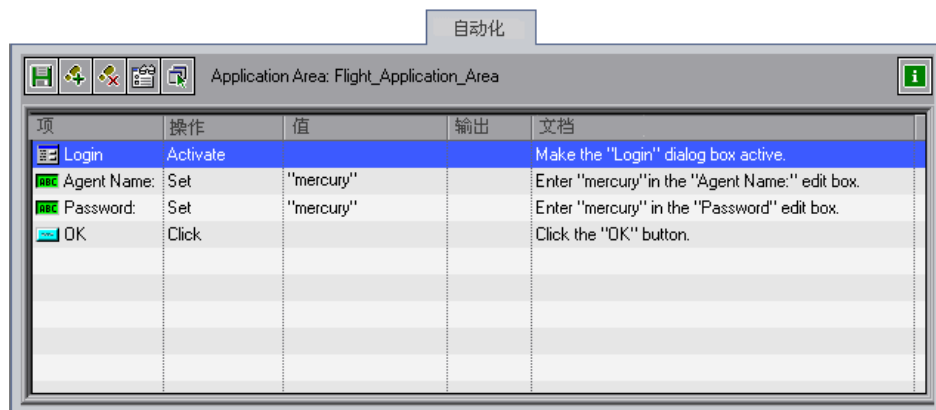 自动化
Application Area: Flight_Application_Area
项 操作 值 输出 文档
Login Activate Make the "Login" dialog box active.
ABC Agent Name: Set "mercury" Enter "mercury"in the "Agent Name:" edit box.
ABC Password: Set "mercury" Enter "mercury" in the "Password" edit box.
OK Click Click the "OK" button.